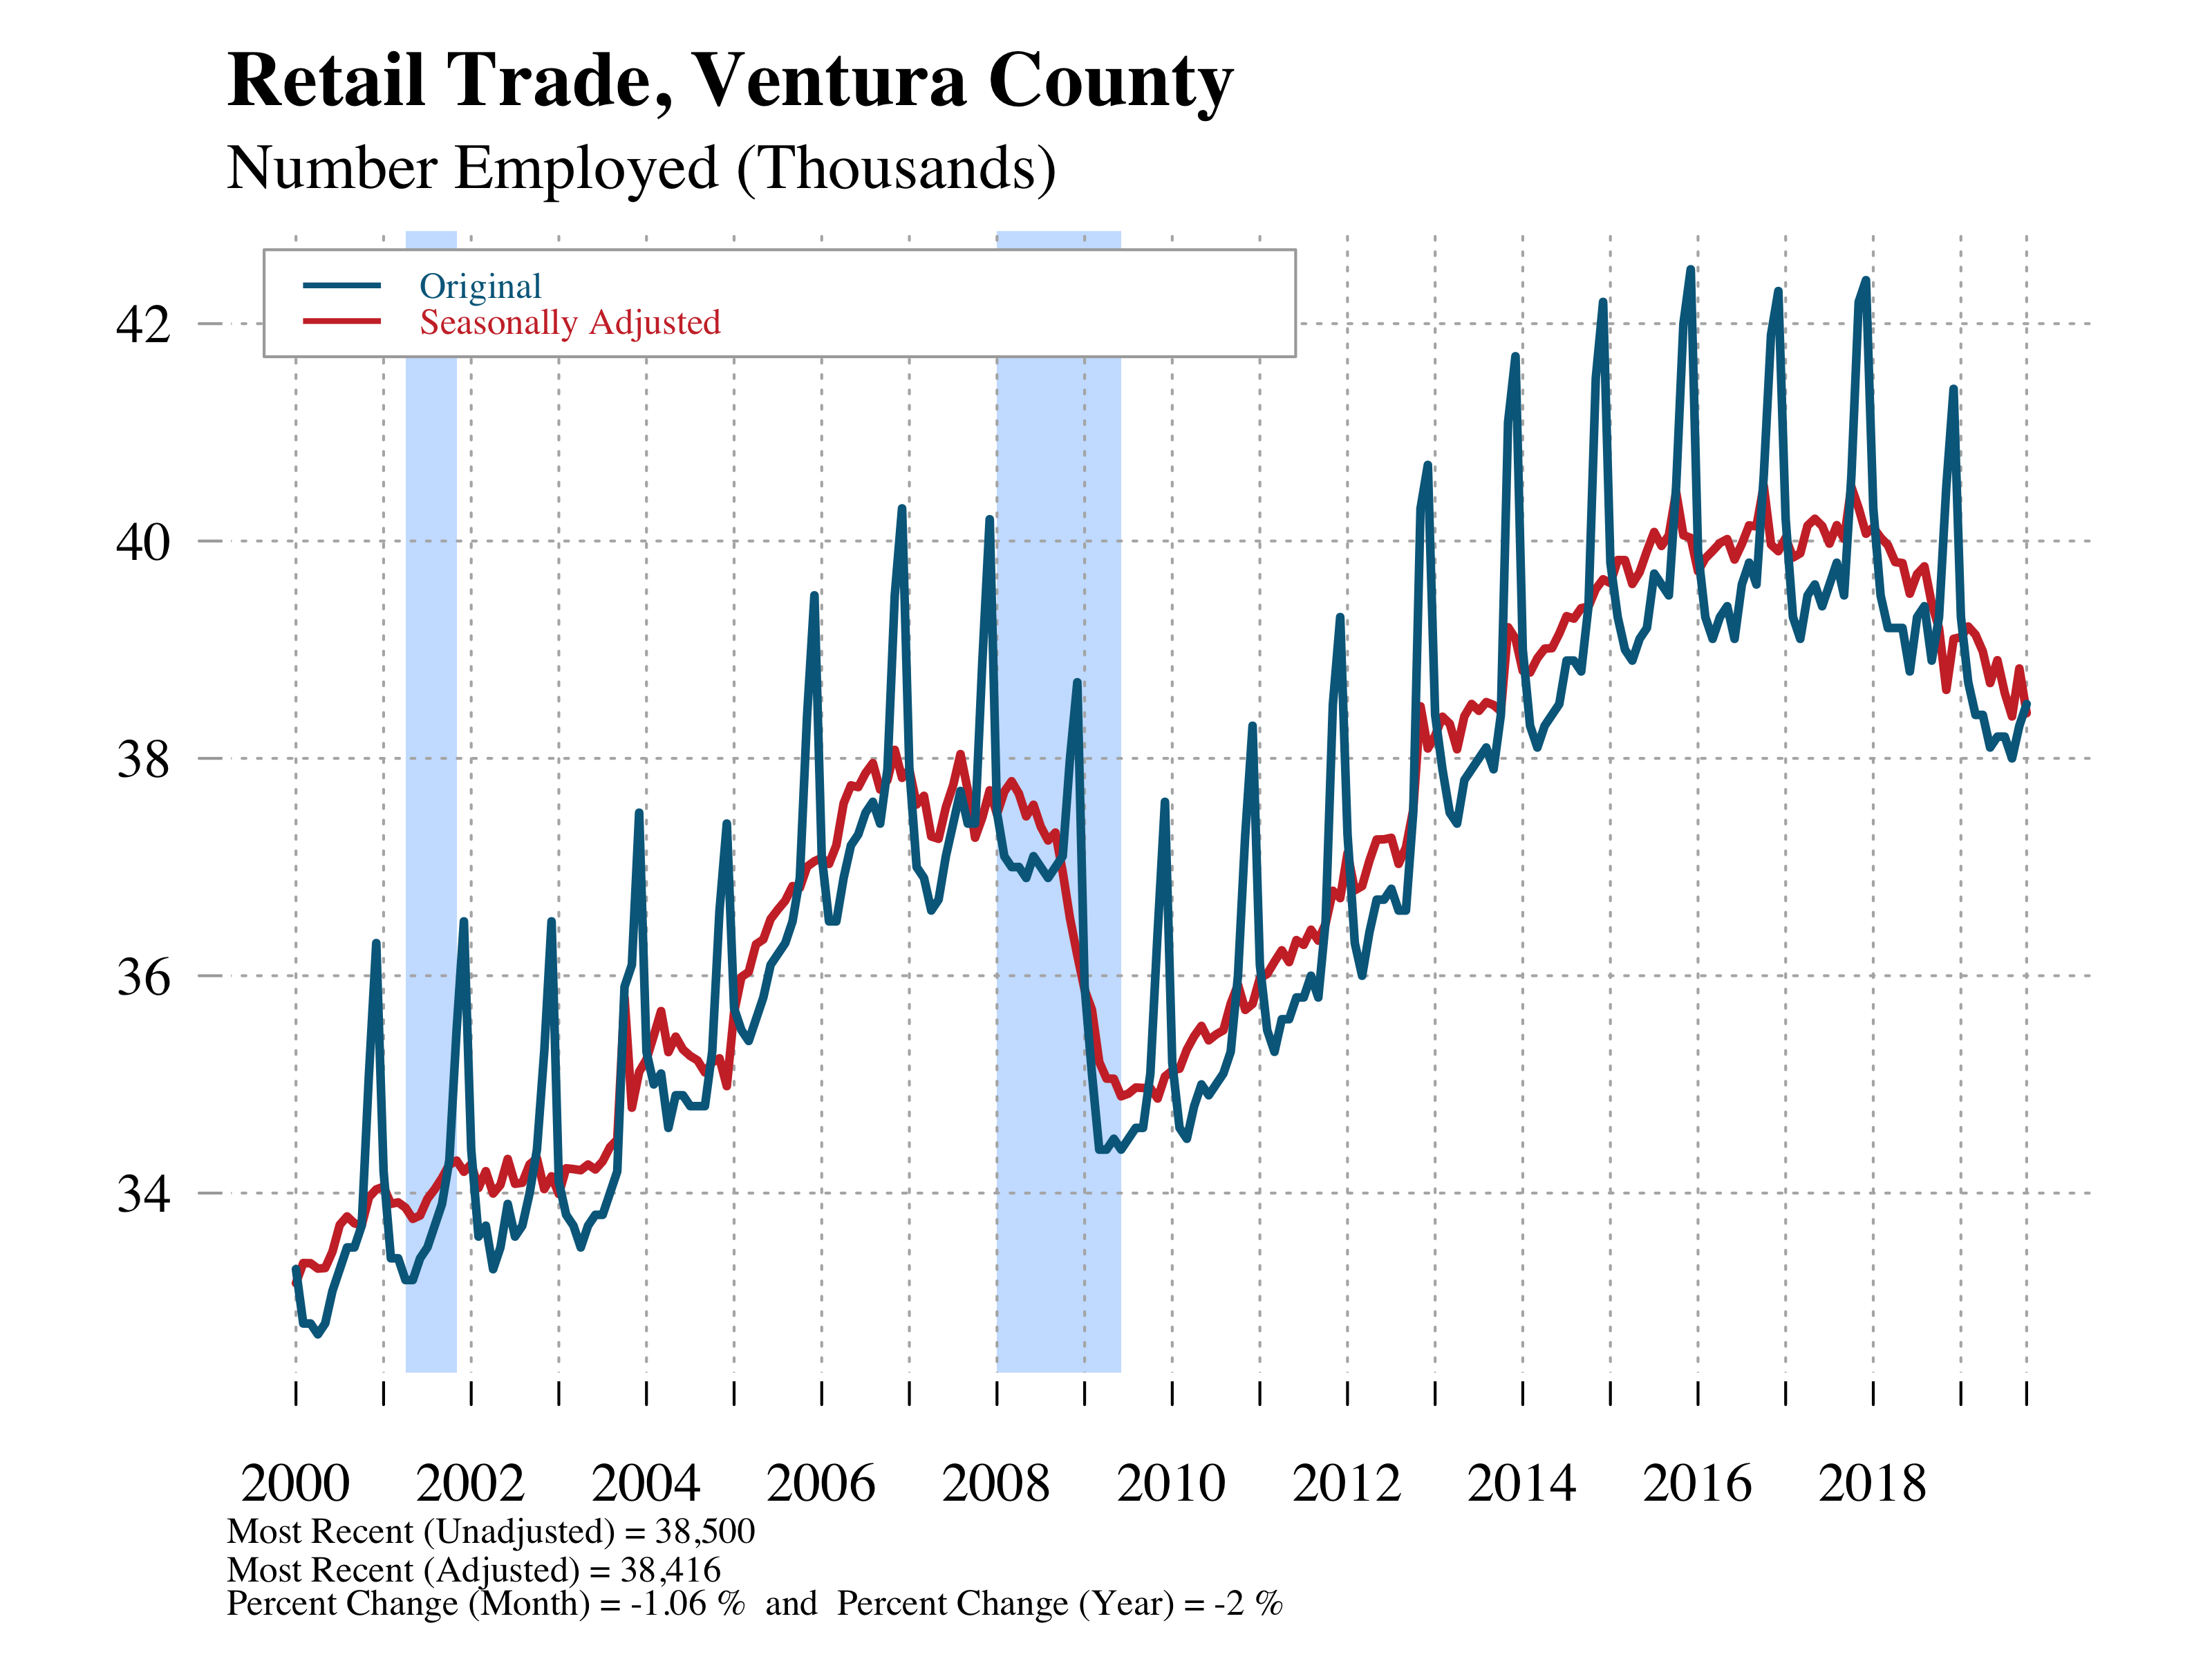 Retail Trade, Ventura County
Number Employed (Thousands)
Original
Seasonally Adjusted
42
40
38
36
34
2000 2002 2004 2006 2008 2010 2012 2014 2016 2018
Most Recent (Unadjusted) = 38,500
Most Recent (Adjusted) = 38,416
Percent Change (Month) = -1.06 % and Percent Change (Year) = -2 %